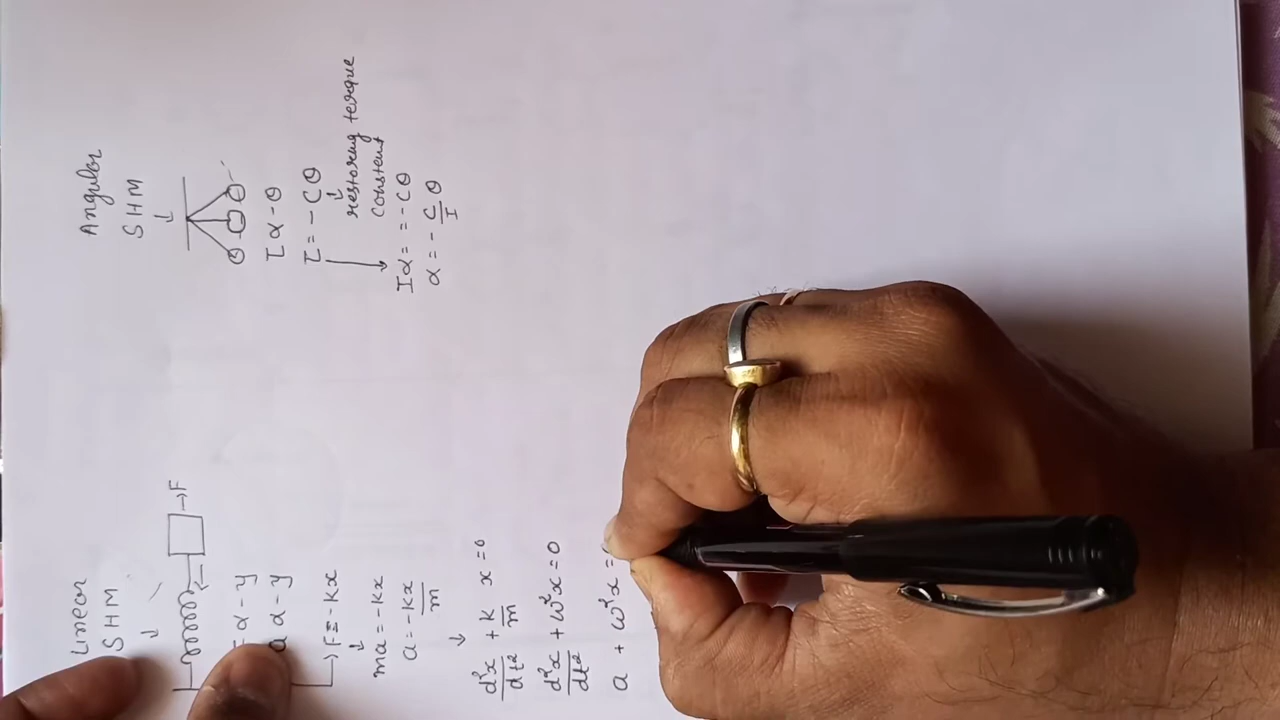 Linear
SHM
↓
→F
F α - y
a α - y
F = -kx
↓
ma = -kx
a = -kx/m
↓
d²x/dt² + k/m x = 0
d²x/dt² + ω²x = 0
a + ω²x =
Angular
SHM
↓
τ α - θ
τ = - Cθ
↓
restoring torque
constant
Iα = - Cθ
α = - C/I θ